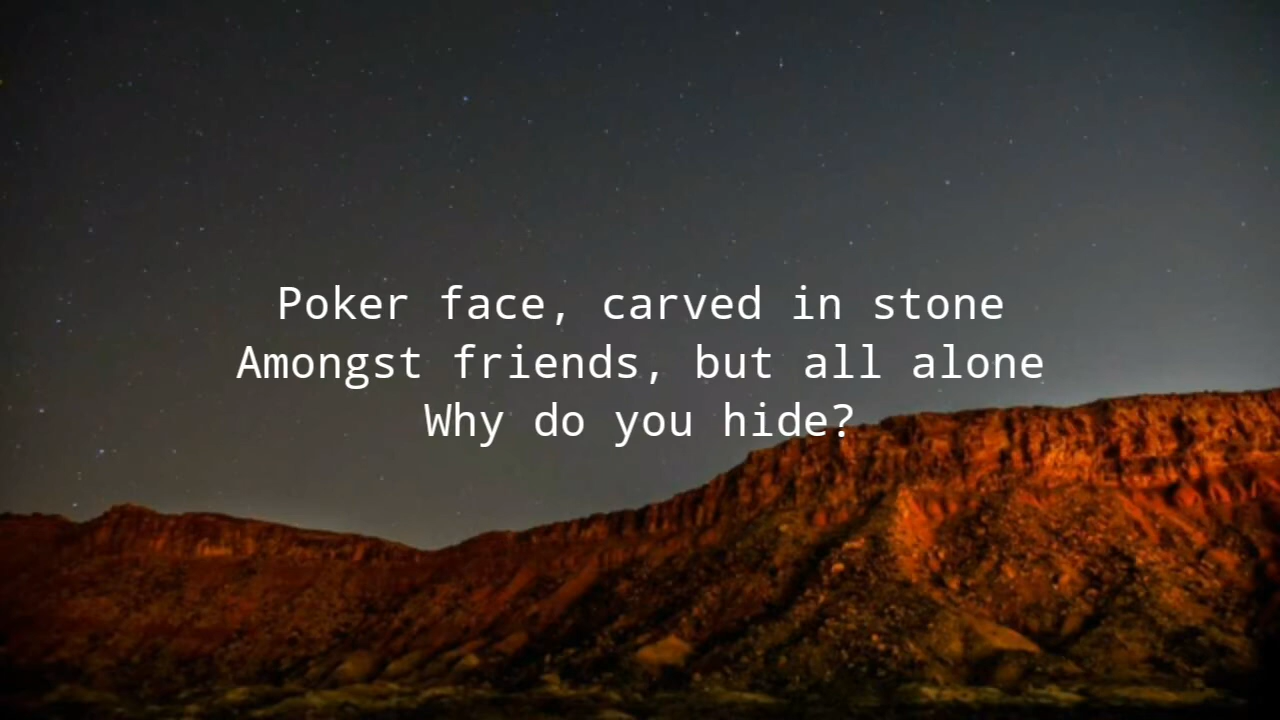 Poker face, carved in stone
Amongst friends, but all alone
Why do you hide?